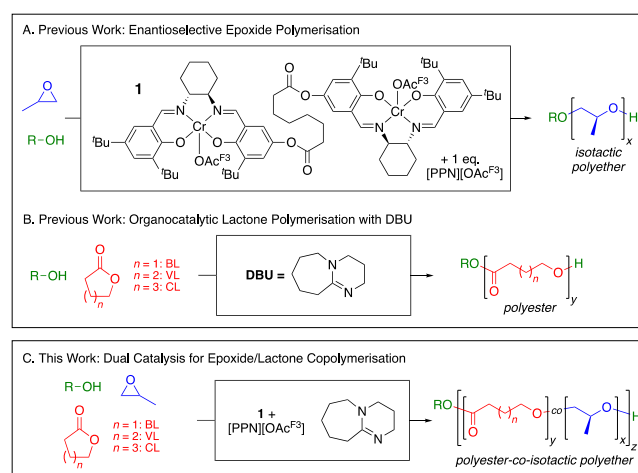 A. Previous Work: Enantioselective Epoxide Polymerisation
O
R-OH
1
tBu
tBu
tBu
tBu
tBu
tBu
N
N
O
O
Cr
OAcF3
O
O
O
O
OAcF3
O
O
Cr
N
N
+ 1 eq.
[PPN][OAcF3]
RO
O
H
x
isotactic
polyether
B. Previous Work: Organocatalytic Lactone Polymerisation with DBU
R-OH
O
O
n
n = 1: BL
n = 2: VL
n = 3: CL
DBU =
N
N
RO
O
n
O
H
y
polyester
C. This Work: Dual Catalysis for Epoxide/Lactone Copolymerisation
R-OH
O
O
O
n
n = 1: BL
n = 2: VL
n = 3: CL
1 +
[PPN][OAcF3]
N
N
RO
O
n
O
y
co
O
x
H
z
polyester-co-isotactic polyether